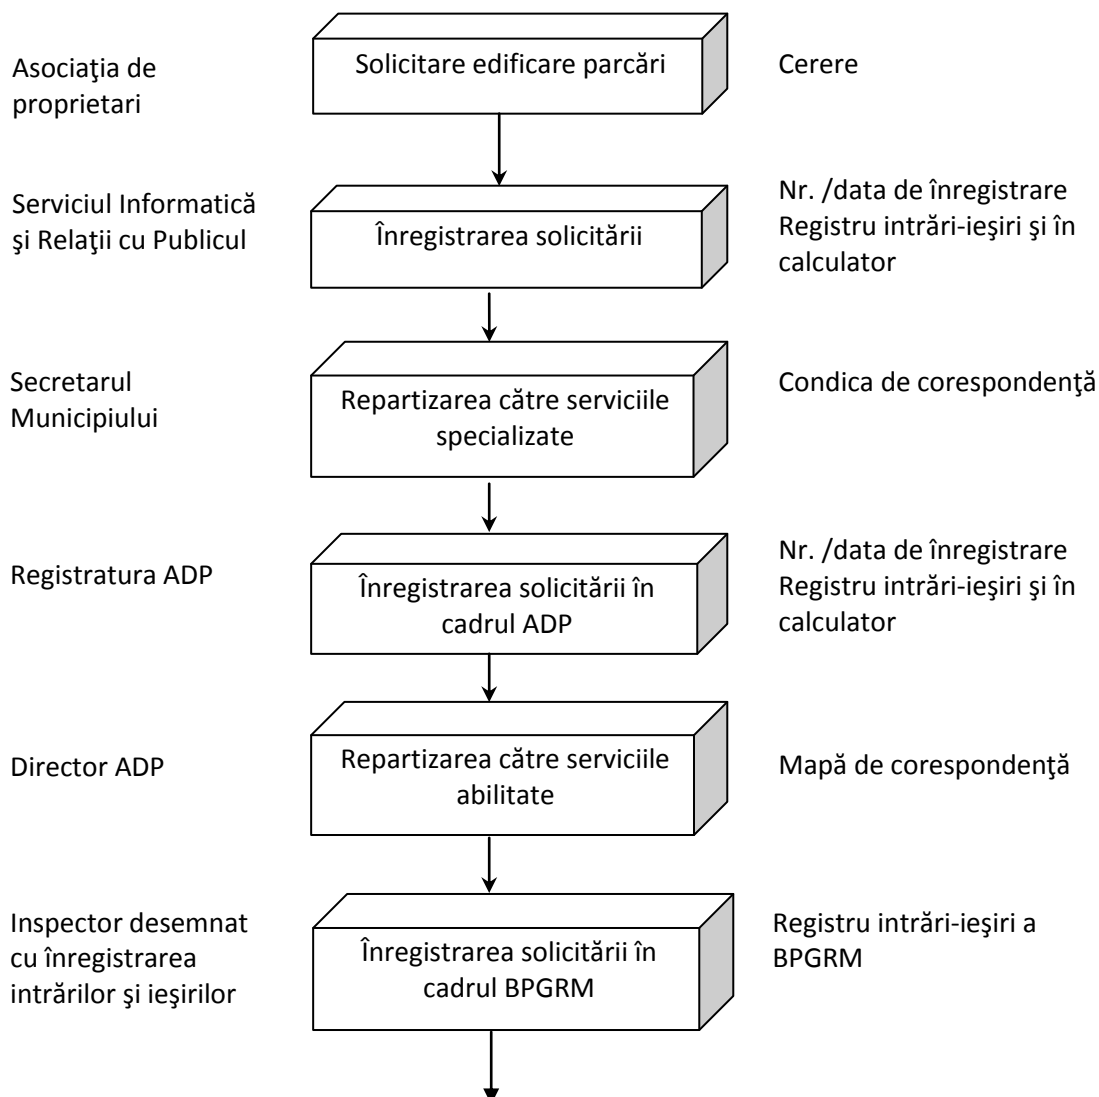 Asociaţia de
proprietari
Solicitare edificare parcări
Cerere
Serviciul Informatică
şi Relaţii cu Publicul
Înregistrarea solicitării
Nr. /data de înregistrare
Registru intrări-ieşiri şi în
calculator
Secretarul
Municipiului
Repartizarea către serviciile
specializate
Condica de corespondenţă
Registratura ADP
Înregistrarea solicitării în
cadrul ADP
Nr. /data de înregistrare
Registru intrări-ieşiri şi în
calculator
Director ADP
Repartizarea către serviciile
abilitate
Mapă de corespondenţă
Inspector desemnat
cu înregistrarea
intrărilor şi ieşirilor
Înregistrarea solicitării în
cadrul BPGRM
Registru intrări-ieşiri a
BPGRM